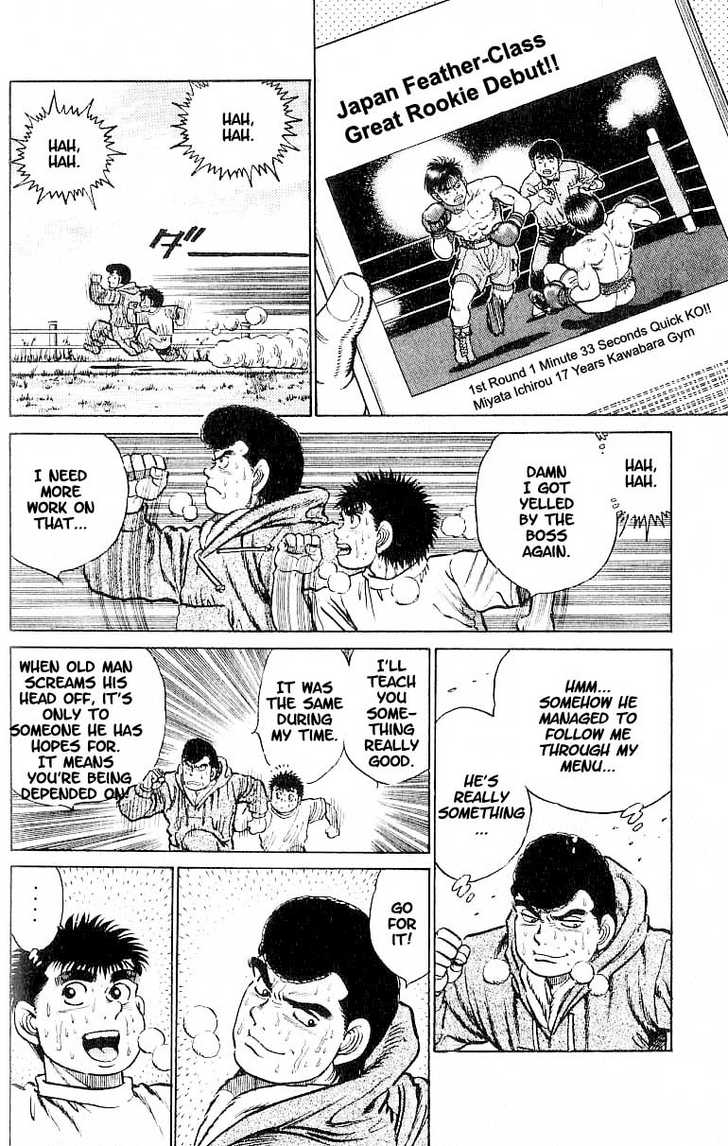 Japan Feather-Class
Great Rookie Debut!!
1st Round 1 Minute 33 Seconds Quick KO!!
Miyata Ichirou 17 Years Kawabara Gym
HAH,
HAH.
HAH,
HAH.
ダッ
HAH,
HAH.
DAMN
I GOT
YELLED
BY THE
BOSS
AGAIN.
I NEED
MORE
WORK ON
THAT...
HMM...
SOMEHOW HE
MANAGED TO
FOLLOW ME
THROUGH MY
MENU...
HE'S
REALLY
SOMETHING
...
I'LL
TEACH
YOU
SOME-
THING
REALLY
GOOD.
IT WAS
THE SAME
DURING
MY TIME.
WHEN OLD MAN
SCREAMS HIS
HEAD OFF, IT'S
ONLY TO
SOMEONE HE HAS
HOPES FOR.
IT MEANS
YOU'RE BEING
DEPENDED ON!
GO
FOR
IT!
...